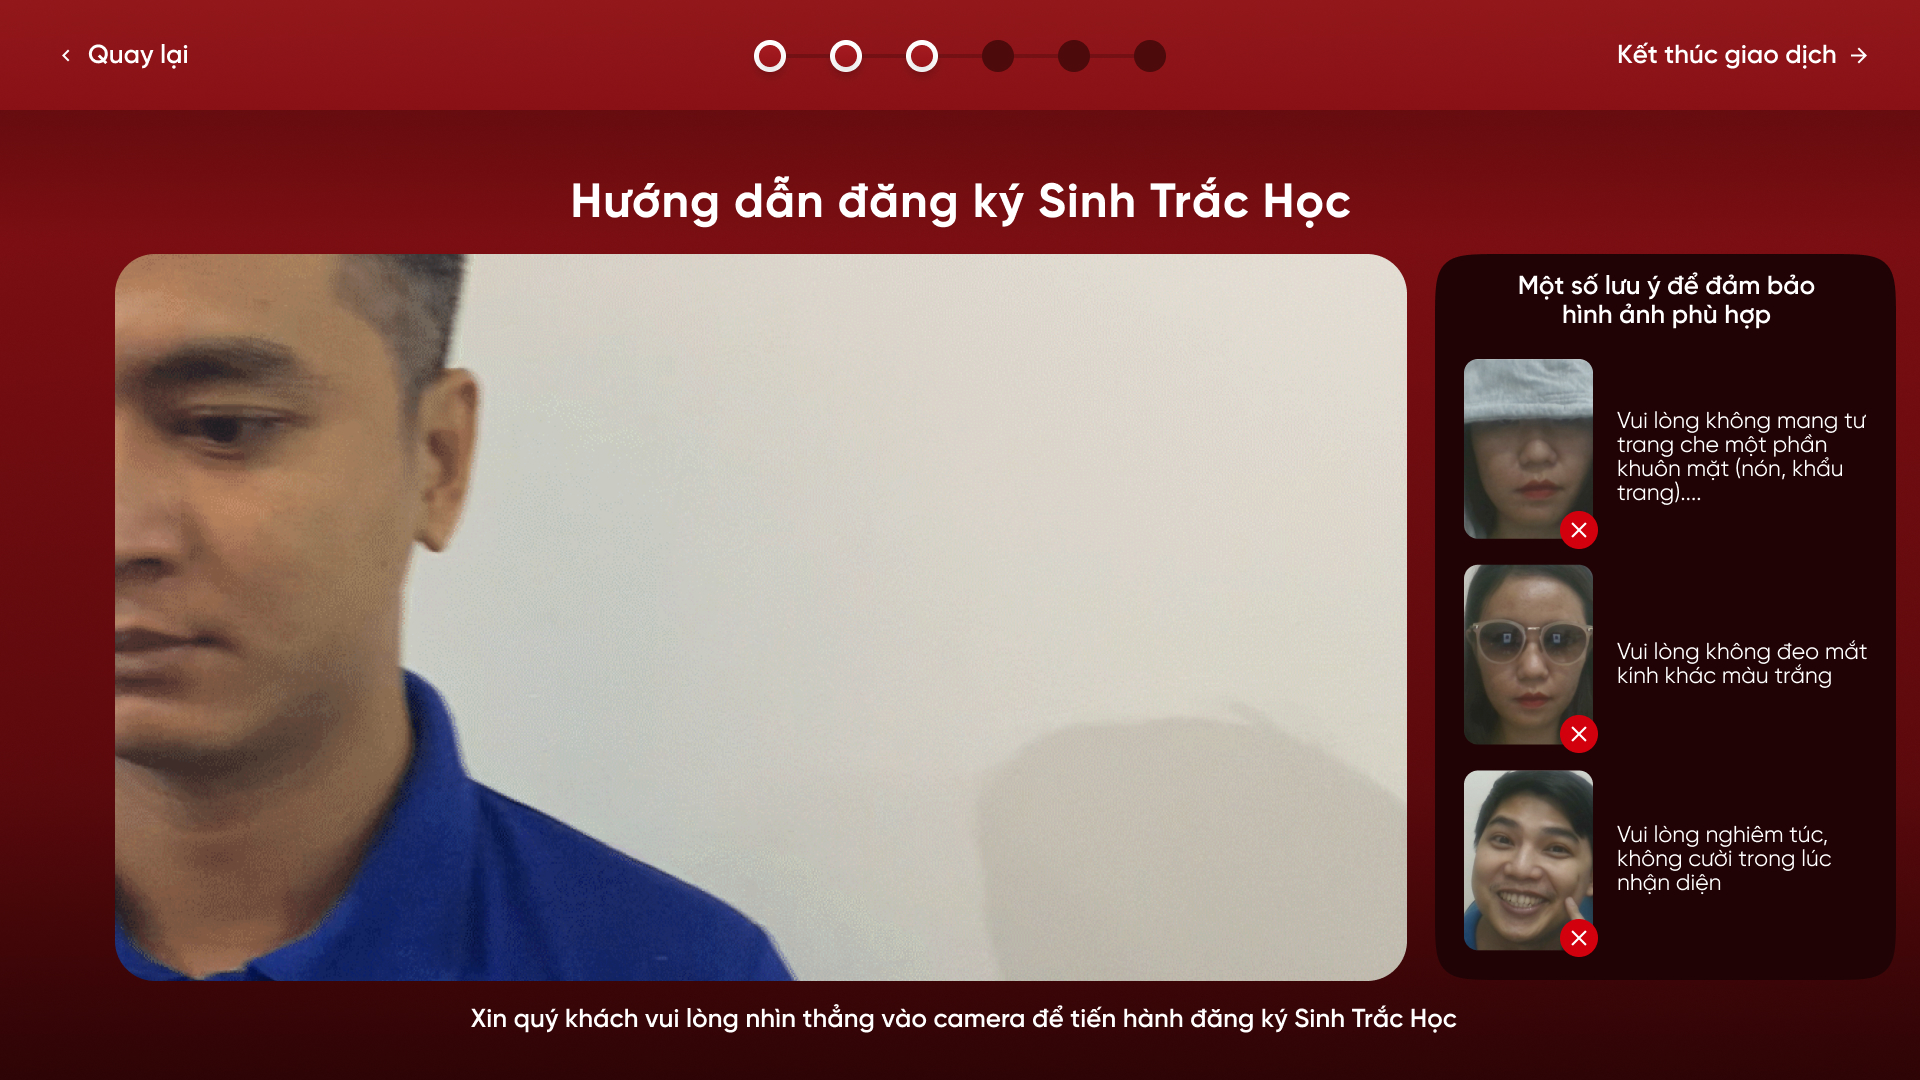 Quay lại
Kết thúc giao dịch
Hướng dẫn đăng ký Sinh Trắc Học
Một số lưu ý để đảm bảo
hình ảnh phù hợp
Vui lòng không mang tư
trang che một phần
khuôn mặt (nón, khẩu
trang)....
Vui lòng không đeo mắt
kính khác màu trắng
Vui lòng nghiêm túc,
không cười trong lúc
nhận diện
Xin quý khách vui lòng nhìn thẳng vào camera để tiến hành đăng ký Sinh Trắc Học